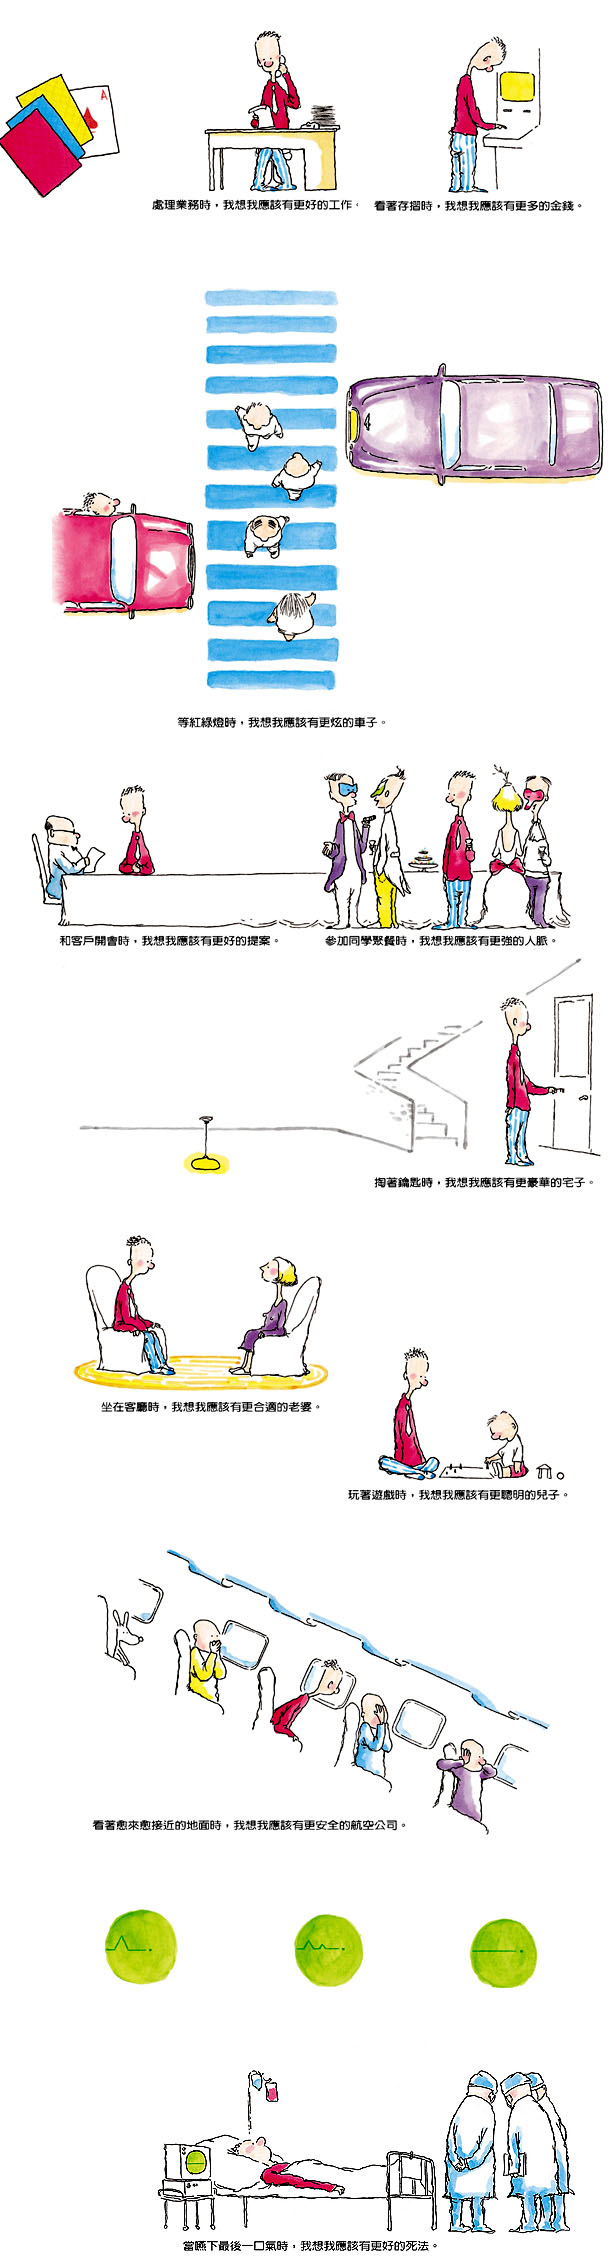 A
處理業務時，我想我應該有更好的工作。
看著存摺時，我想我應該有更多的金錢。
等紅綠燈時，我想我應該有更炫的車子。
和客戶開會時，我想我應該有更好的提案。
參加同學聚餐時，我想我應該有更強的人脈。
掏著鑰匙時，我想我應該有更豪華的宅子。
坐在客廳時，我想我應該有更合適的老婆。
玩著遊戲時，我想我應該有更聰明的兒子。
看著愈來愈接近的地面時，我想我應該有更安全的航空公司。
當嚥下最後一口氣時，我想我應該有更好的死法。